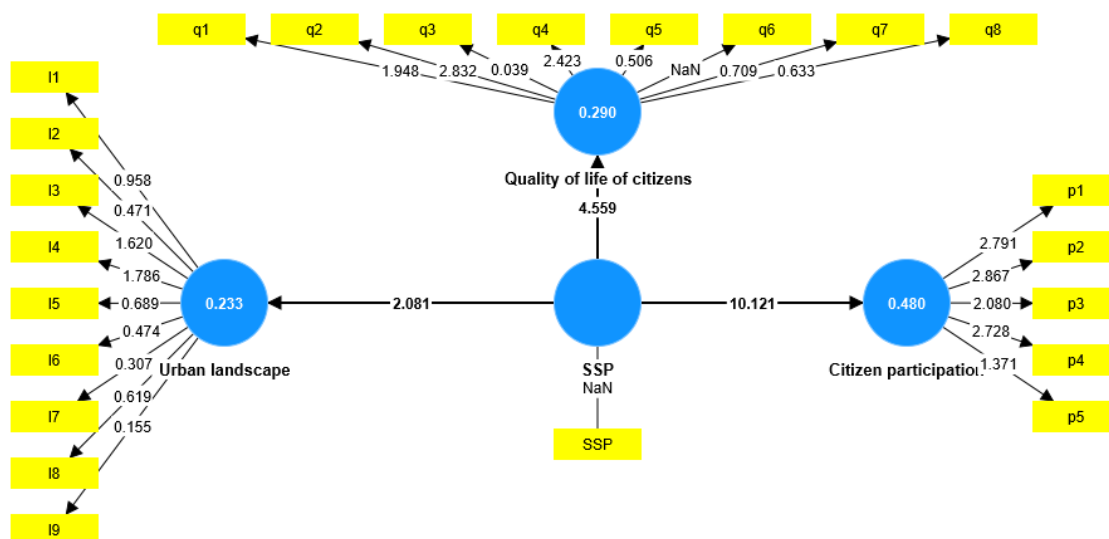 q1 q2 q3 q4 q5 q6 q7 q8
1.948 2.832 0.039 2.423 0.506 NaN 0.709 0.633
0.290
Quality of life of citizens
4.559
l1
l2
l3
l4
l5
l6
l7
l8
l9
0.958
0.471
1.620
1.786
0.689
0.474
0.307
0.619
0.155
0.233
Urban landscape
2.081
SSP
NaN
SSP
10.121
0.480
Citizen participation
2.791
2.867
2.080
2.728
1.371
p1
p2
p3
p4
p5